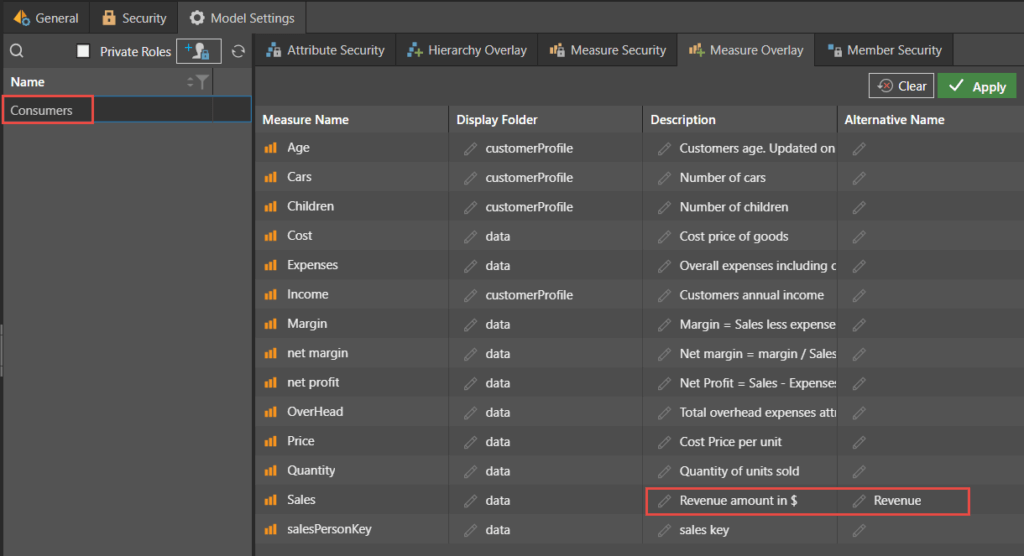 General Security Model Settings
Private Roles Attribute Security Hierarchy Overlay Measure Security Measure Overlay Member Security
Name
Consumers
Clear Apply
Measure Name Display Folder Description Alternative Name
Age customerProfile Customers age. Updated on
Cars customerProfile Number of cars
Children customerProfile Number of children
Cost data Cost price of goods
Expenses data Overall expenses including
Income customerProfile Customers annual income
Margin data Margin = Sales less expense
net margin data Net margin = margin / Sales
net profit data Net Profit = Sales - Expenses
OverHead data Total overhead expenses
Price data Cost Price per unit
Quantity data Quantity of units sold
Sales data Revenue amount in $ Revenue
salesPersonKey data sales key